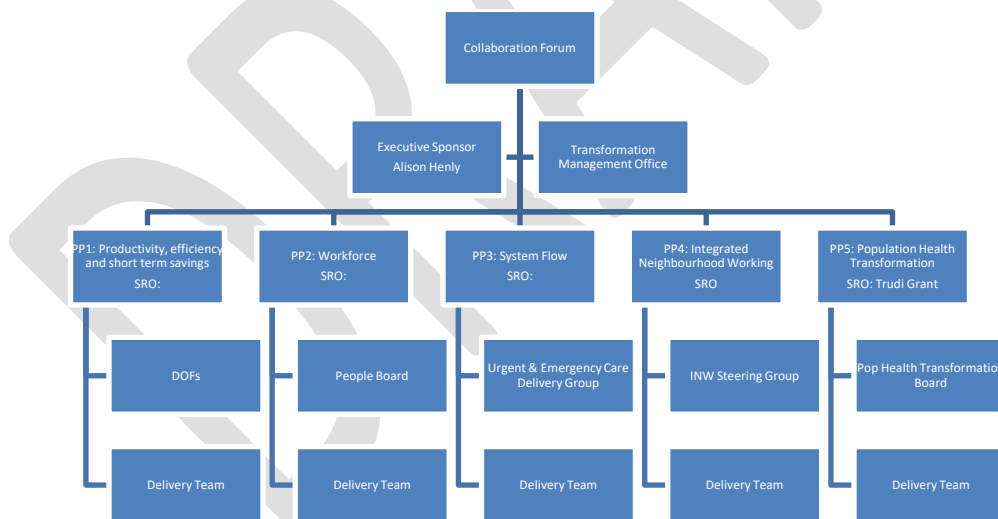 Collaboration Forum
Executive Sponsor
Alison Henly
Transformation
Management Office
PP1: Productivity, efficiency
and short term savings
SRO:
PP2: Workforce
SRO:
PP3: System Flow
SRO:
PP4: Integrated
Neighbourhood Working
SRO
PP5: Population Health
Transformation
SRO: Trudi Grant
DOFs
People Board
Urgent & Emergency Care
Delivery Group
INW Steering Group
Pop Health Transformatio
Board
Delivery Team
Delivery Team
Delivery Team
Delivery Team
Delivery Team